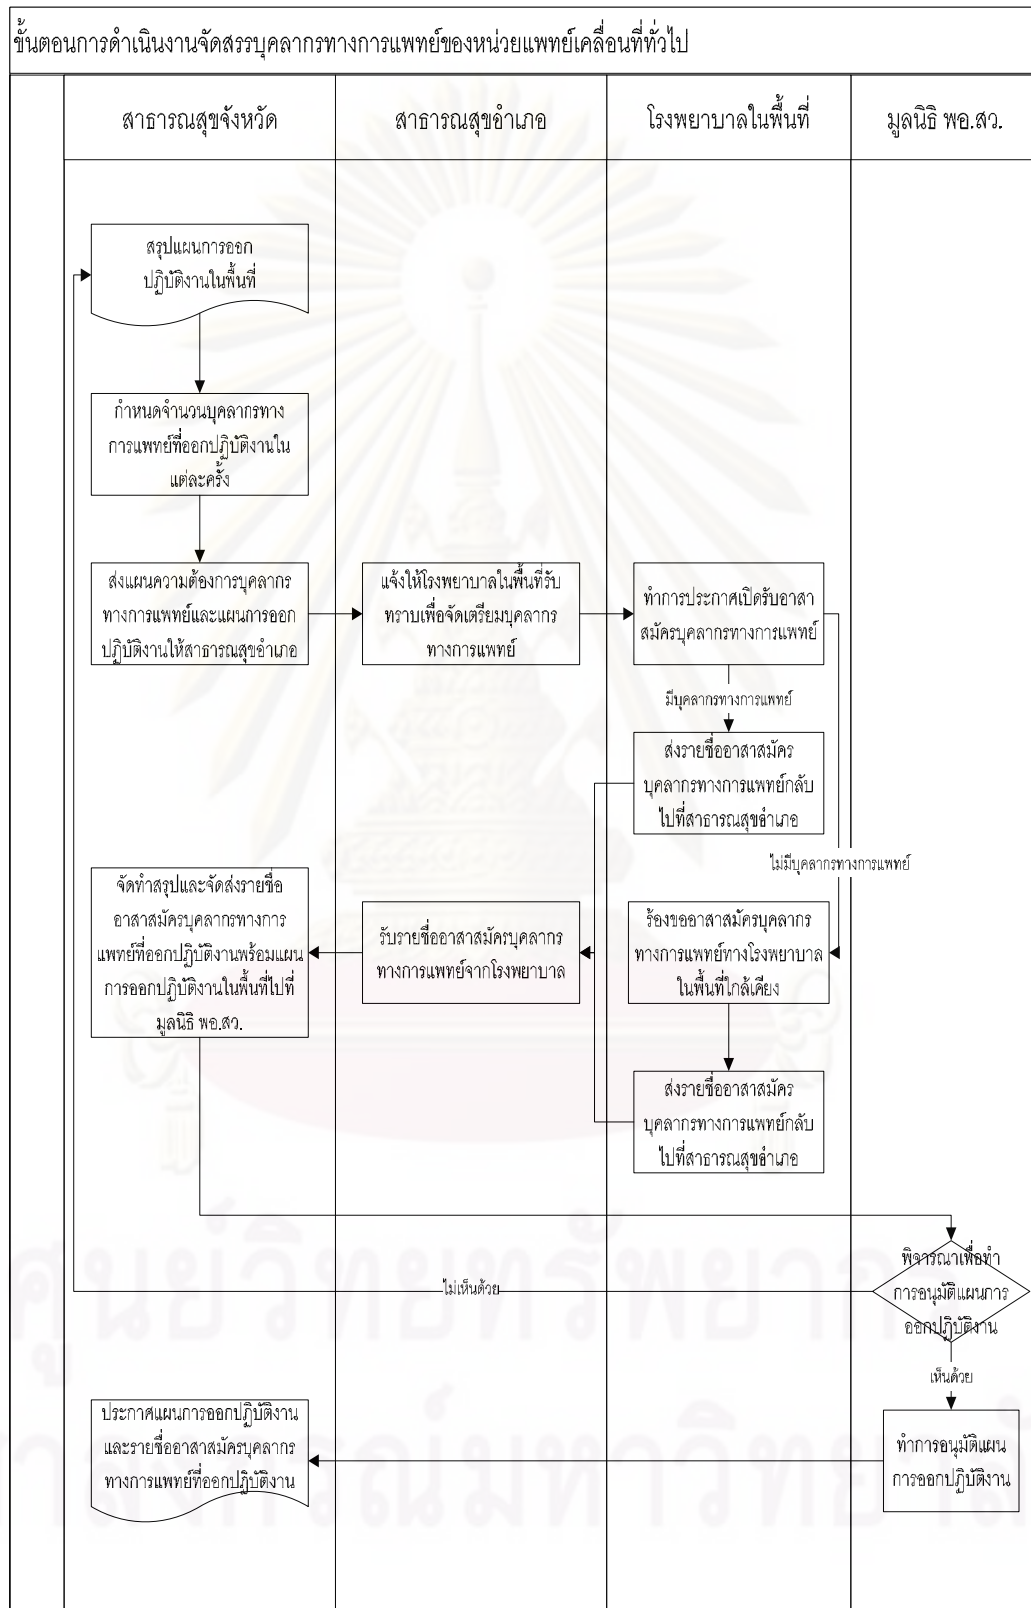 ขั้นตอนการดำเนินงานจัดสรรบุคลากรทางการแพทย์ของหน่วยแพทย์เคลื่อนที่ทั่วไป
สาธารณสุขจังหวัด
สาธารณสุขอำเภอ
โรงพยาบาลในพื้นที่
มูลนิธิ พอ.สว.
สรุปแผนการออก
ปฏิบัติงานในพื้นที่
กำหนดจำนวนบุคลากรทาง
การแพทย์ที่ออกปฏิบัติงานใน
แต่ละครั้ง
ส่งแผนความต้องการบุคลากร
ทางการแพทย์และแผนการออก
ปฏิบัติงานให้สาธารณสุขอำเภอ
แจ้งให้โรงพยาบาลในพื้นที่รับ
ทราบเพื่อจัดเตรียมบุคลากร
ทางการแพทย์
ทำการประกาศเปิดรับอาสา
สมัครบุคลากรทางการแพทย์
มีบุคลากรทางการแพทย์
ส่งรายชื่ออาสาสมัคร
บุคลากรทางการแพทย์กลับ
ไปที่สาธารณสุขอำเภอ
ไม่มีบุคลากรทางการแพทย์
จัดทำสรุปและจัดส่งรายชื่อ
อาสาสมัครบุคลากรทางการ
แพทย์ที่ออกปฏิบัติงานพร้อมแผน
การออกปฏิบัติงานในพื้นที่ไปที่
มูลนิธิ พอ.สว.
รับรายชื่ออาสาสมัครบุคลากร
ทางการแพทย์จากโรงพยาบาล
ร้องขออาสาสมัครบุคลากร
ทางการแพทย์ทางโรงพยาบาล
ในพื้นที่ใกล้เคียง
ส่งรายชื่ออาสาสมัคร
บุคลากรทางการแพทย์กลับ
ไปที่สาธารณสุขอำเภอ
พิจารณาเพื่อทำ
การอนุมัติแผนการ
ออกปฏิบัติงาน
ไม่เห็นด้วย
เห็นด้วย
ทำการอนุมัติแผน
การออกปฏิบัติงาน
ประกาศแผนการออกปฏิบัติงาน
และรายชื่ออาสาสมัครบุคลากร
ทางการแพทย์ที่ออกปฏิบัติงาน
ศูนย์วิทยทรัพยากร